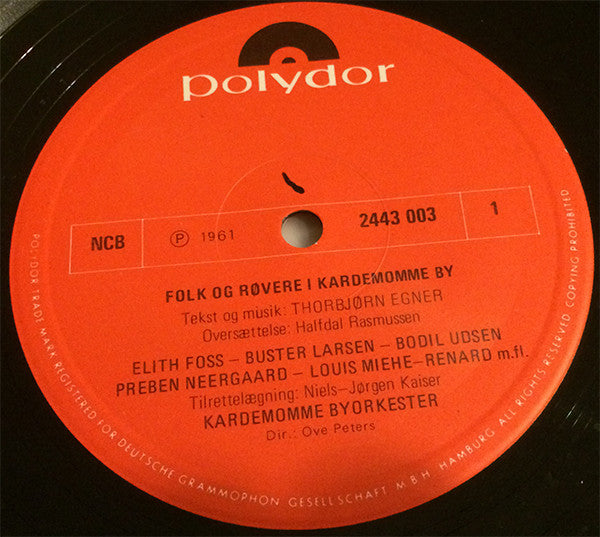 polydor
NCB ℗ 1961 2443 003 1
FOLK OG RØVERE I KARDEMOMME BY
Tekst og musik: THORBJØRN EGNER
Oversættelse: Halfdal Rasmussen
ELITH FOSS – BUSTER LARSEN – BODIL UDSEN
PREBEN NEERGAARD – LOUIS MIEHE–RENARD m.fl.
Tilrettelægning: Niels–Jørgen Kaiser
KARDEMOMME BYORKESTER
Dir.: Ove Peters
POLYDOR TRADE MARK REGISTERED FOR DEUTSCHE GRAMMOPHON GESELLSCHAFT M B H. HAMBURG ALL RIGHTS RESERVED COPYING PROHIBITED